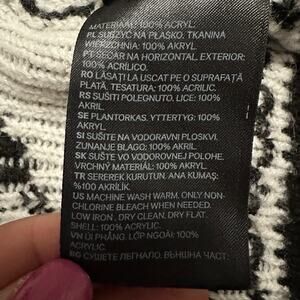 MATERIAAL: 100% ACRYL.
PL SUSZYĆ NA PŁASKO. TKANINA
WIERZCHNIA: 100% AKRYL.
PT SECAR NA HORIZONTAL. EXTERIOR:
100% ACRÍLICO.
RO LĂSAȚI LA USCAT PE O SUPRAFAȚĂ
PLATĂ. ȚESATURA: 100% ACRILIC.
RS SUŠITI POLEGNUTO. LICE: 100%
AKRIL.
SE PLANTORKAS. YTTERTYG: 100%
AKRYL.
SI SUŠITE NA VODORAVNI PLOSKVI.
ZUNANJE BLAGO: 100% AKRIL.
SK SUŠTE VO VODOROVNEJ POLOHE.
VRCHNÝ MATERIÁL: 100% AKRYL.
TR SEREREK KURUTUN. ANA KUMAŞ:
%100 AKRİLİK.
US MACHINE WASH WARM, ONLY NON-
CHLORINE BLEACH WHEN NEEDED,
LOW IRON, DRY CLEAN. DRY FLAT.
SHELL: 100% ACRYLIC.
VN ỦI PHẲNG. LỚP NGOÀI: 100%
ACRYLIC.
BG СУШЕТЕ ЛЕГНАЛО. ВЪНШНА ЧАСТ: